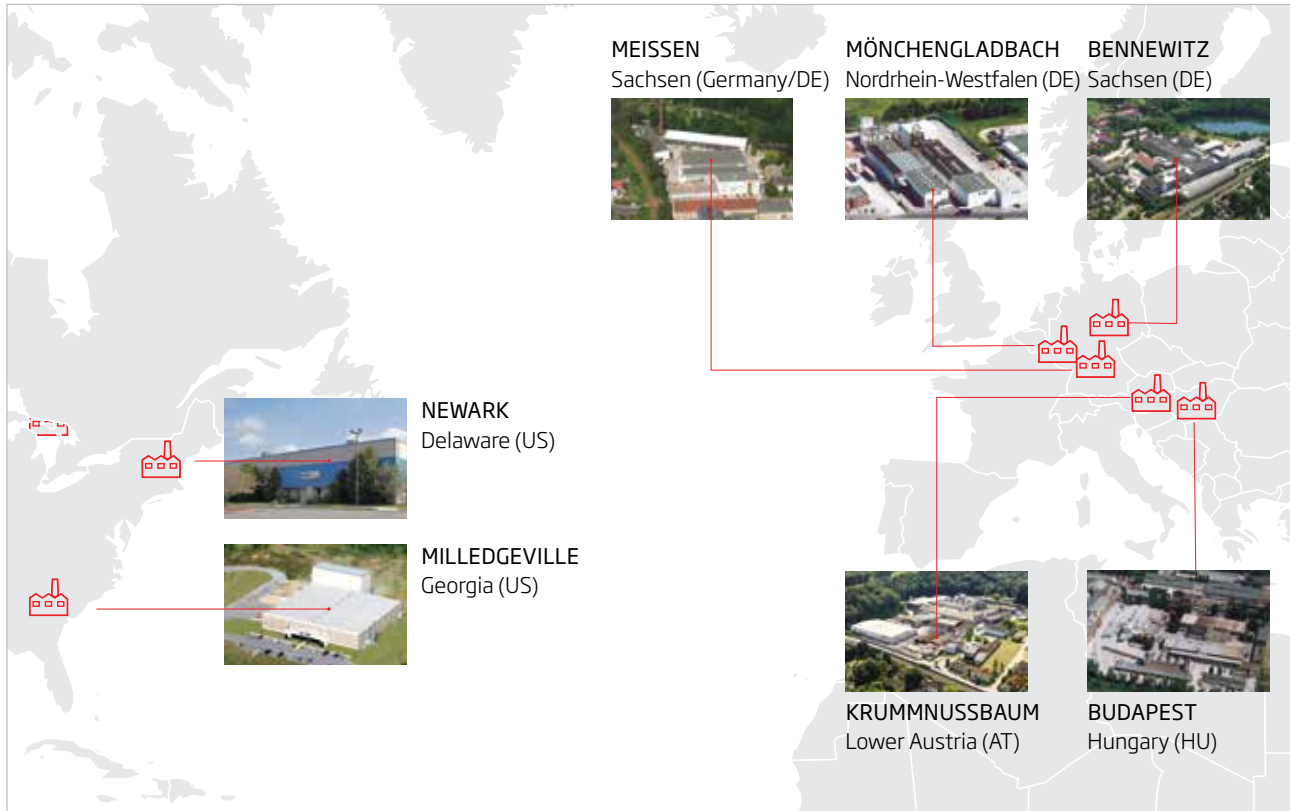 MEISSEN
Sachsen (Germany/DE)
MÖNCHENGLADBACH
Nordrhein-Westfalen (DE)
BENNEWITZ
Sachsen (DE)
NEWARK
Delaware (US)
MILLEDGEVILLE
Georgia (US)
KRUMMNUSSBAUM
Lower Austria (AT)
BUDAPEST
Hungary (HU)